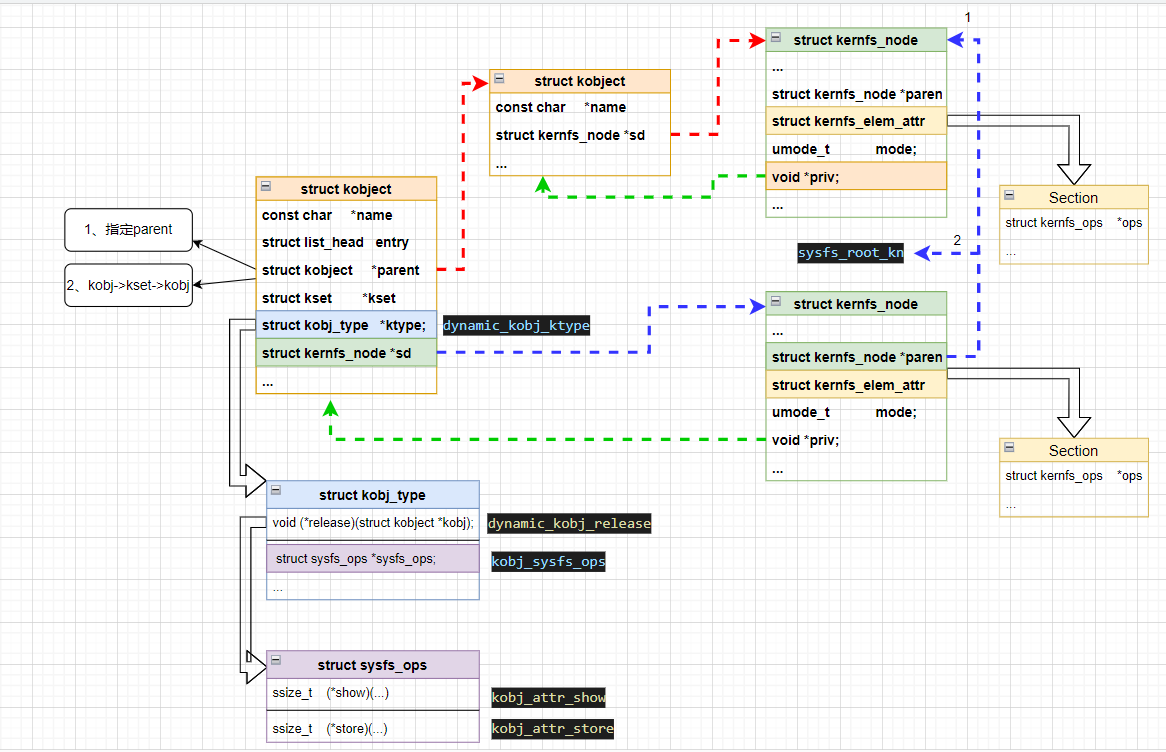 1
struct kernfs_node
...
struct kernfs_node *paren
struct kernfs_elem_attr
umode_t mode;
void *priv;
...
struct kobject
const char *name
struct kernfs_node *sd
...
Section
struct kernfs_ops *ops
...
struct kobject
const char *name
struct list_head entry
struct kobject *parent
struct kset *kset
struct kobj_type *ktype;
struct kernfs_node *sd
...
1、指定parent
2、kobj->kset->kobj
dynamic_kobj_ktype
2
sysfs_root_kn
struct kernfs_node
...
struct kernfs_node *paren
struct kernfs_elem_attr
umode_t mode;
void *priv;
...
Section
struct kernfs_ops *ops
...
struct kobj_type
void (*release)(struct kobject *kobj);
dynamic_kobj_release
struct sysfs_ops *sysfs_ops;
kobj_sysfs_ops
...
struct sysfs_ops
ssize_t (*show)(...)
kobj_attr_show
ssize_t (*store)(...)
kobj_attr_store